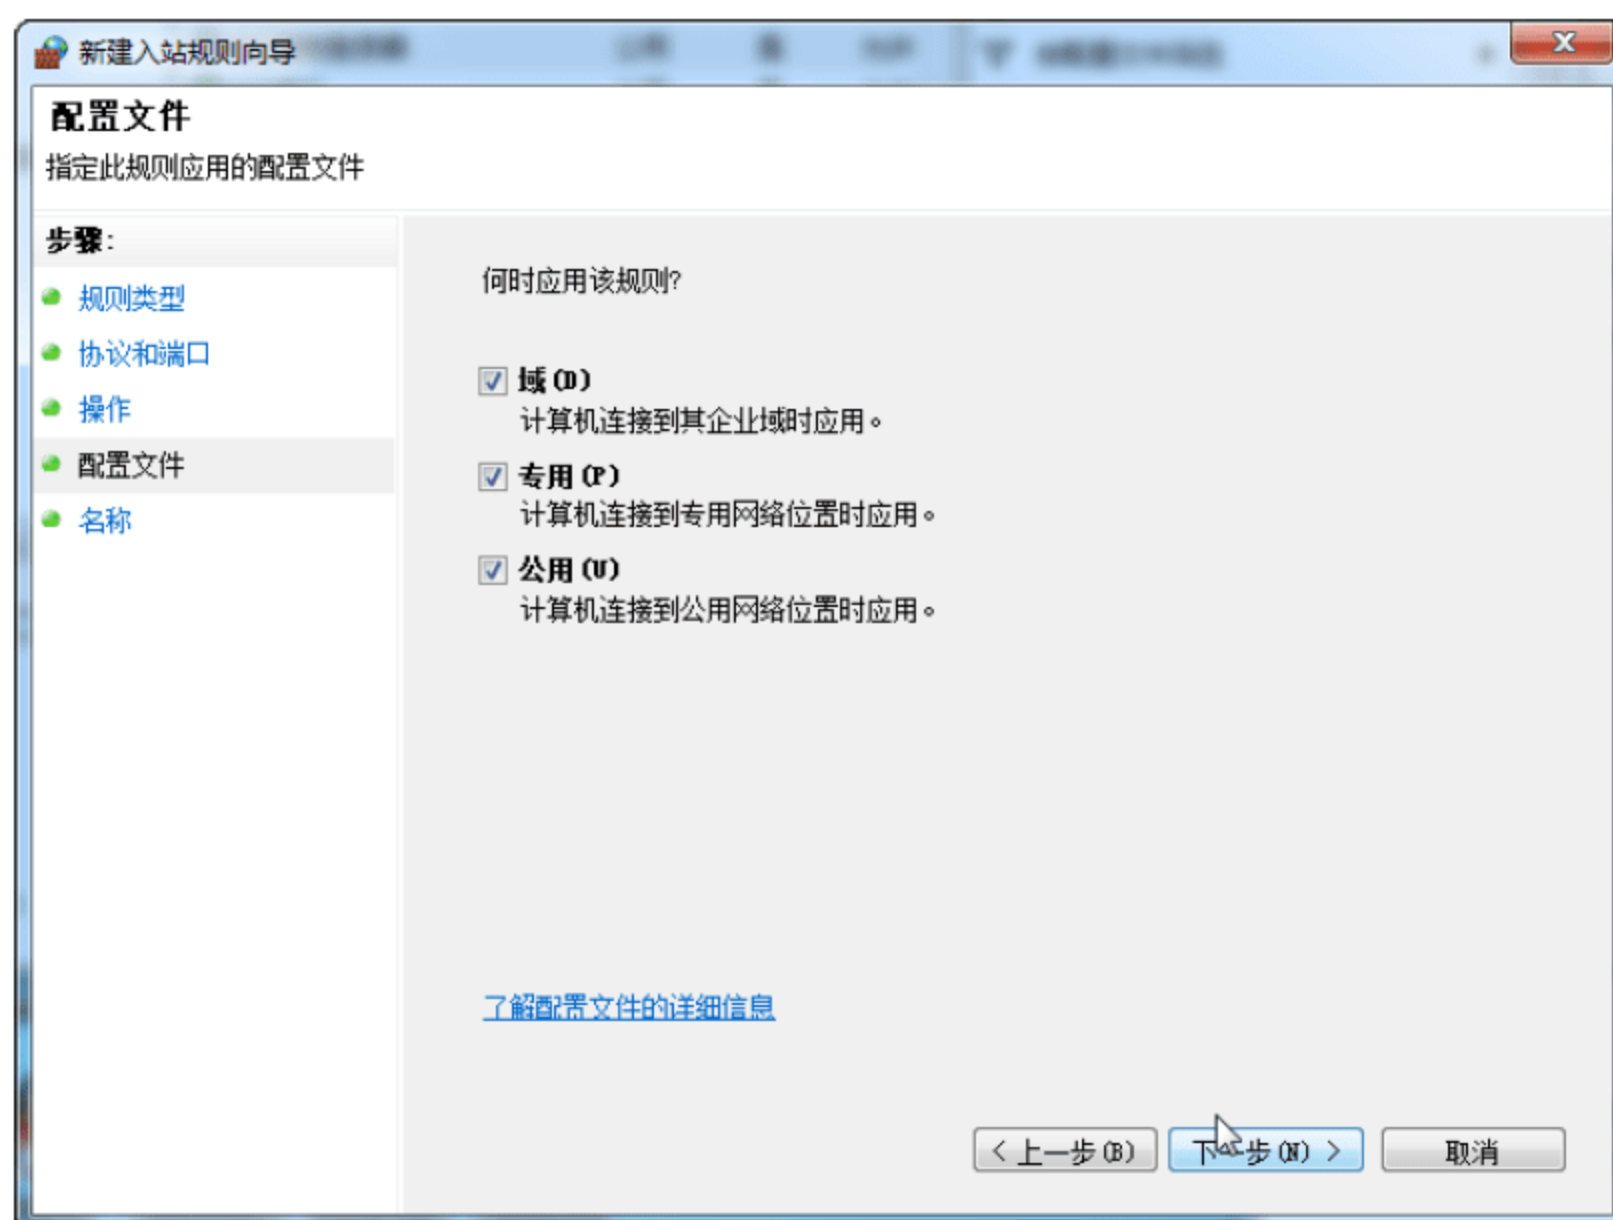 新建入站规则向导
配置文件
指定此规则应用的配置文件
步骤:
规则类型
协议和端口
操作
配置文件
名称
何时应用该规则?
域(D)
计算机连接到其企业域时应用。
专用(P)
计算机连接到专用网络位置时应用。
公用(U)
计算机连接到公用网络位置时应用。
了解配置文件的详细信息
< 上一步(B)
下一步(N) >
取消